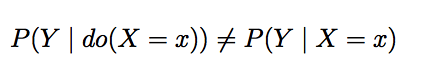 P(Y | do(X = x)) ≠ P(Y | X = x)